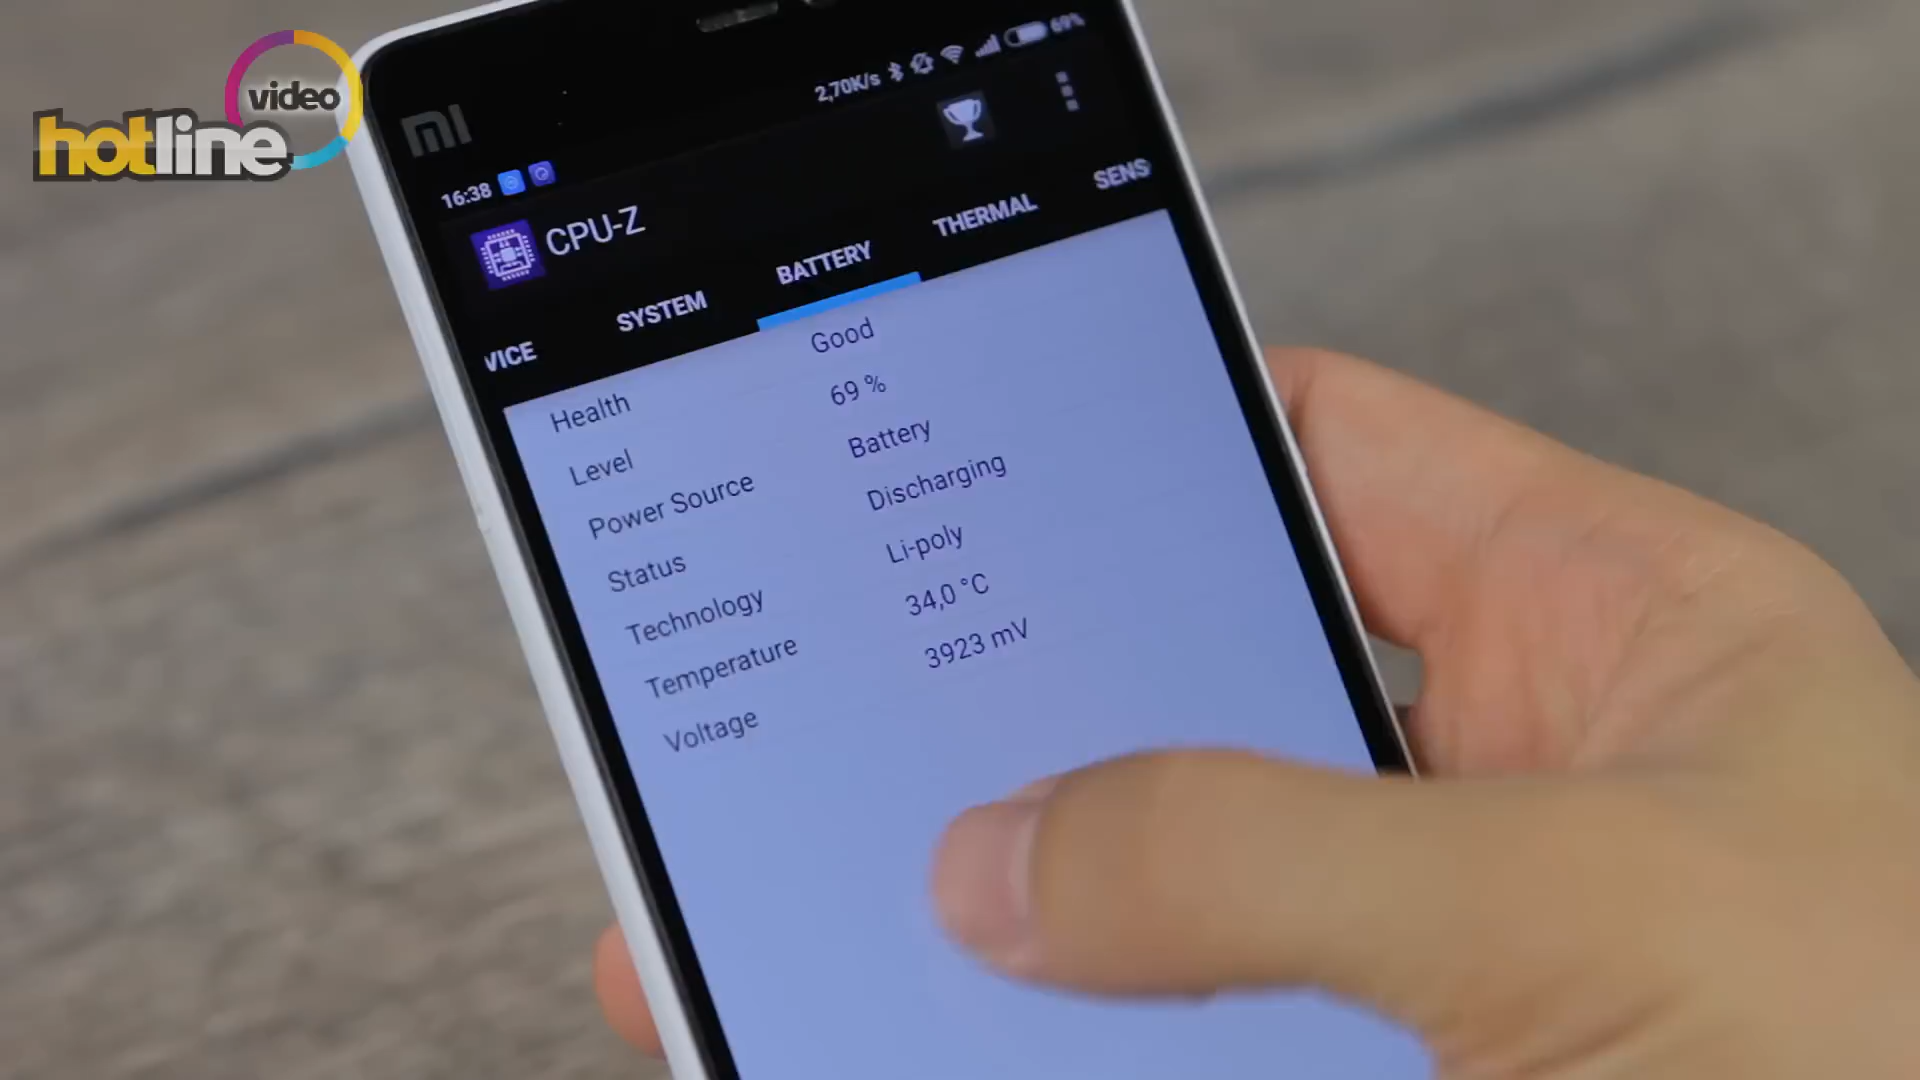 video
hotline
mi
2,70K/s 69%
16:38
CPU-Z
VICE SYSTEM BATTERY THERMAL SENS
Health Good
Level 69 %
Power Source Battery
Status Discharging
Technology Li-poly
Temperature 34,0 °C
Voltage 3923 mV